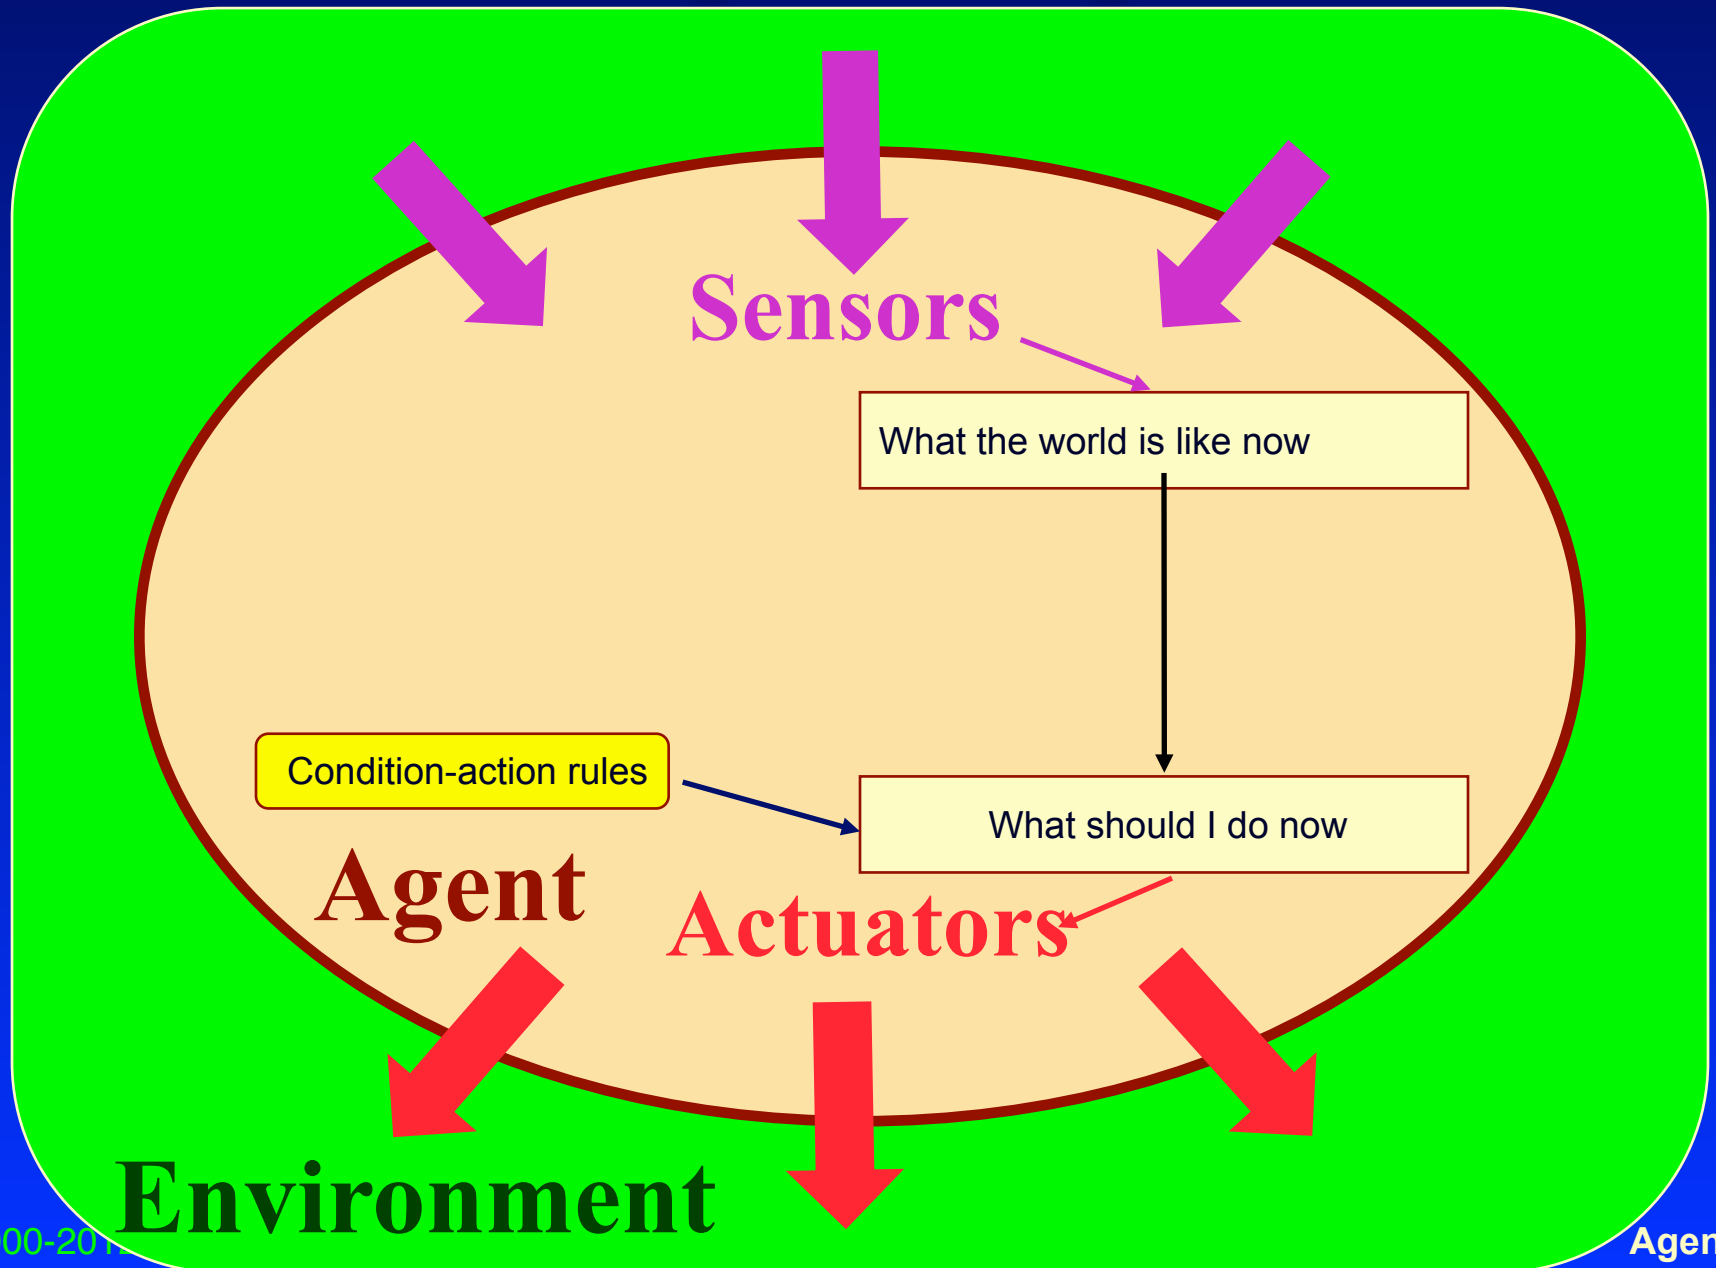 Sensors
What the world is like now
Condition-action rules
What should I do now
Agent
Actuators
Environment